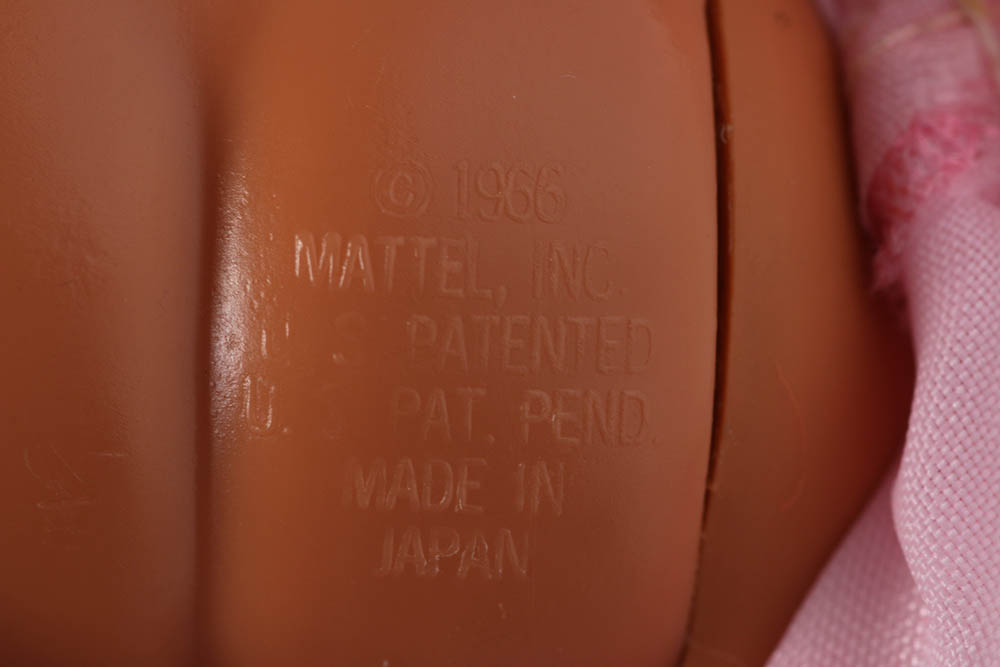 © 1966
MATTEL, INC.
U. S. PATENTED
U. S. PAT. PEND.
MADE IN
JAPAN